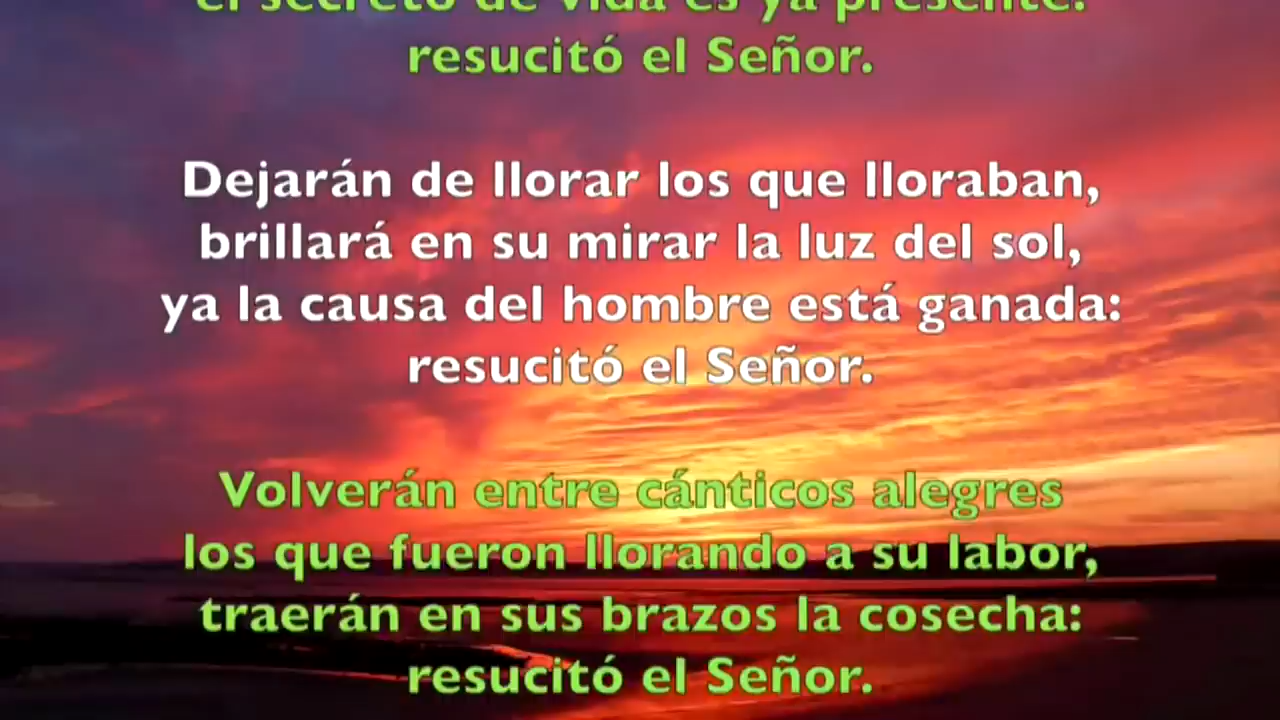 el secreto de vida es ya presente:
resucitó el Señor.
Dejarán de llorar los que lloraban,
brillará en su mirar la luz del sol,
ya la causa del hombre está ganada:
resucitó el Señor.
Volverán entre cánticos alegres
los que fueron llorando a su labor,
traerán en sus brazos la cosecha:
resucitó el Señor.